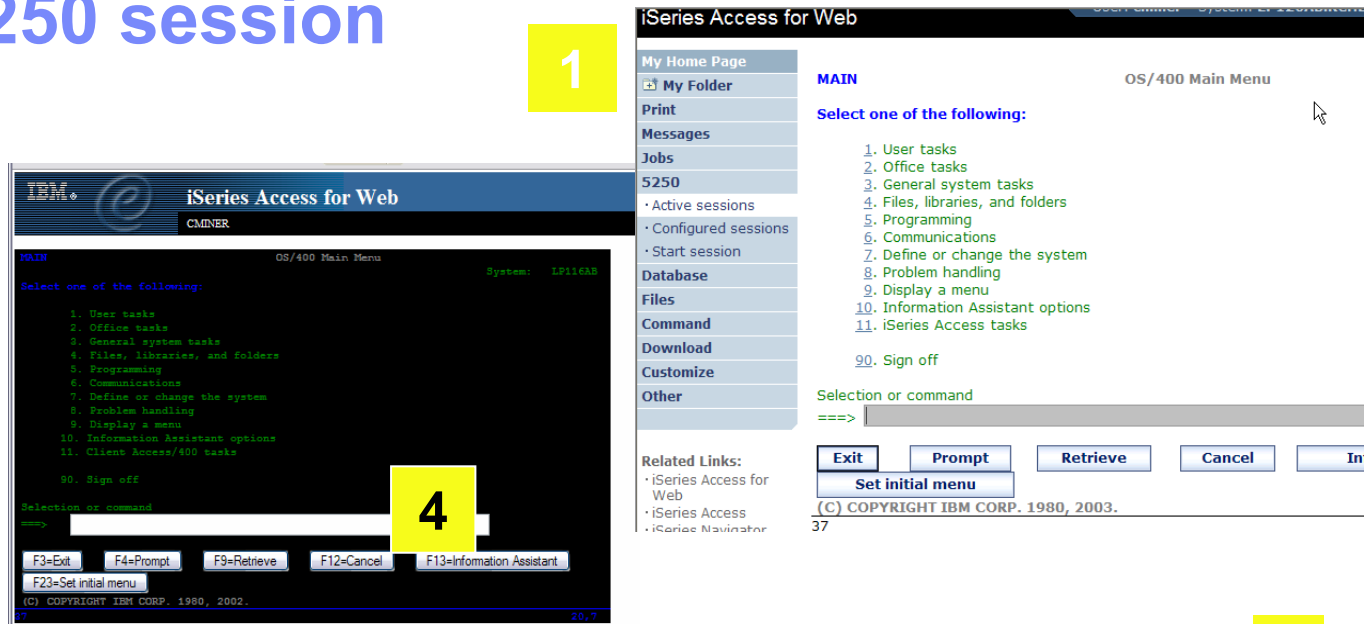 250 session
1
IBM
iSeries Access for Web
CMINER
MAIN OS/400 Main Menu
System: LP116AB
Select one of the following:
1. User tasks
2. Office tasks
3. General system tasks
4. Files, libraries, and folders
5. Programming
6. Communications
7. Define or change the system
8. Problem handling
9. Display a menu
10. Information Assistant options
11. Client Access/400 tasks
90. Sign off
Selection or command
===>
4
F3=Exit F4=Prompt F9=Retrieve F12=Cancel F13=Information Assistant
F23=Set initial menu
(C) COPYRIGHT IBM CORP. 1980, 2002.
37 20,7
iSeries Access for Web
My Home Page
My Folder
Print
Messages
Jobs
5250
· Active sessions
· Configured sessions
· Start session
Database
Files
Command
Download
Customize
Other
Related Links:
· iSeries Access for
Web
· iSeries Access
· iSeries Navigator
MAIN OS/400 Main Menu
Select one of the following:
1. User tasks
2. Office tasks
3. General system tasks
4. Files, libraries, and folders
5. Programming
6. Communications
7. Define or change the system
8. Problem handling
9. Display a menu
10. Information Assistant options
11. iSeries Access tasks
90. Sign off
Selection or command
===>
Exit Prompt Retrieve Cancel In
Set initial menu
(C) COPYRIGHT IBM CORP. 1980, 2003.
37